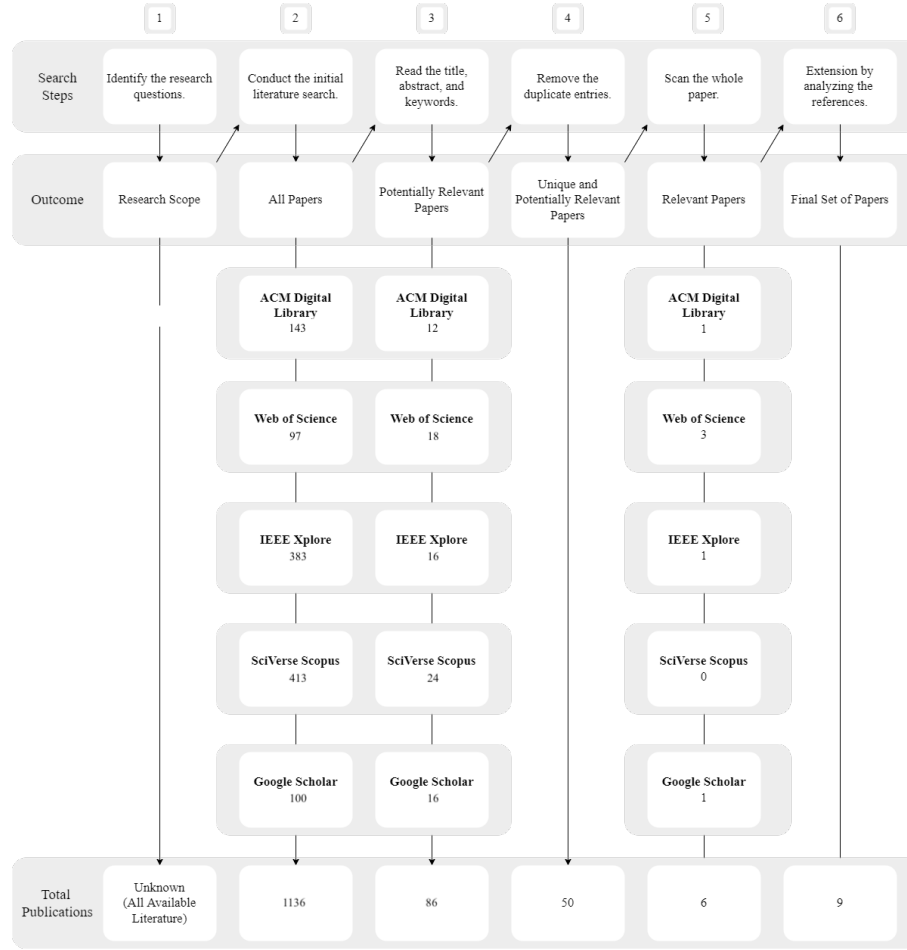 1 2 3 4 5 6
Search
Steps
Identify the research
questions.
Conduct the initial
literature search.
Read the title,
abstract, and
keywords.
Remove the
duplicate entries.
Scan the whole
paper.
Extension by
analyzing the
references.
Outcome
Research Scope
All Papers
Potentially Relevant
Papers
Unique and
Potentially Relevant
Papers
Relevant Papers
Final Set of Papers
ACM Digital
Library
143
ACM Digital
Library
12
ACM Digital
Library
1
Web of Science
97
Web of Science
18
Web of Science
3
IEEE Xplore
383
IEEE Xplore
16
IEEE Xplore
1
SciVerse Scopus
413
SciVerse Scopus
24
SciVerse Scopus
0
Google Scholar
100
Google Scholar
16
Google Scholar
1
Total
Publications
Unknown
(All Available
Literature)
1136
86
50
6
9